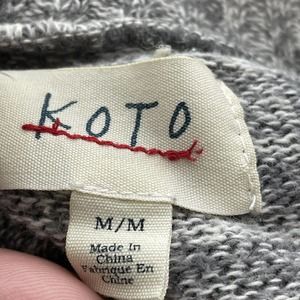 KOTO
M/M
Made In
China
Fabriqué En
Chine